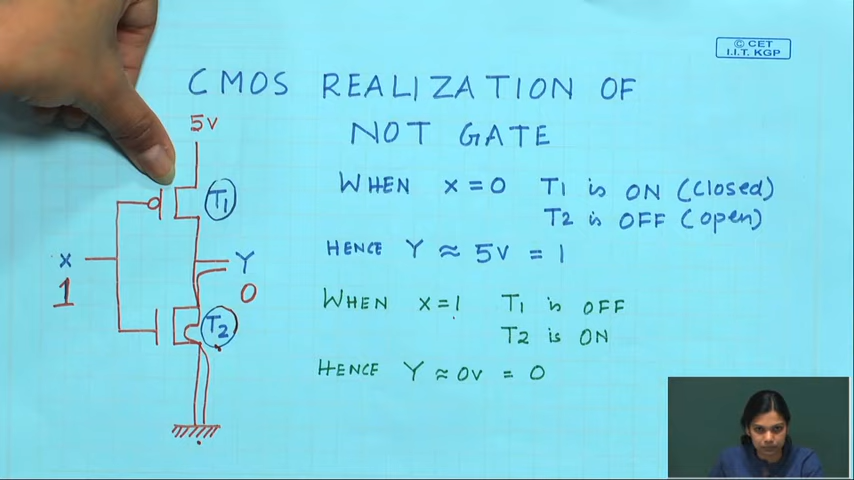 © CET
I.I.T. KGP
CMOS REALIZATION OF
NOT GATE
5V
T1
X
1
Y
0
T2
WHEN X = 0 T1 is ON (Closed)
T2 is OFF (open)
HENCE Y ≈ 5V = 1
WHEN X = 1 T1 is OFF
T2 is ON
HENCE Y ≈ 0V = 0